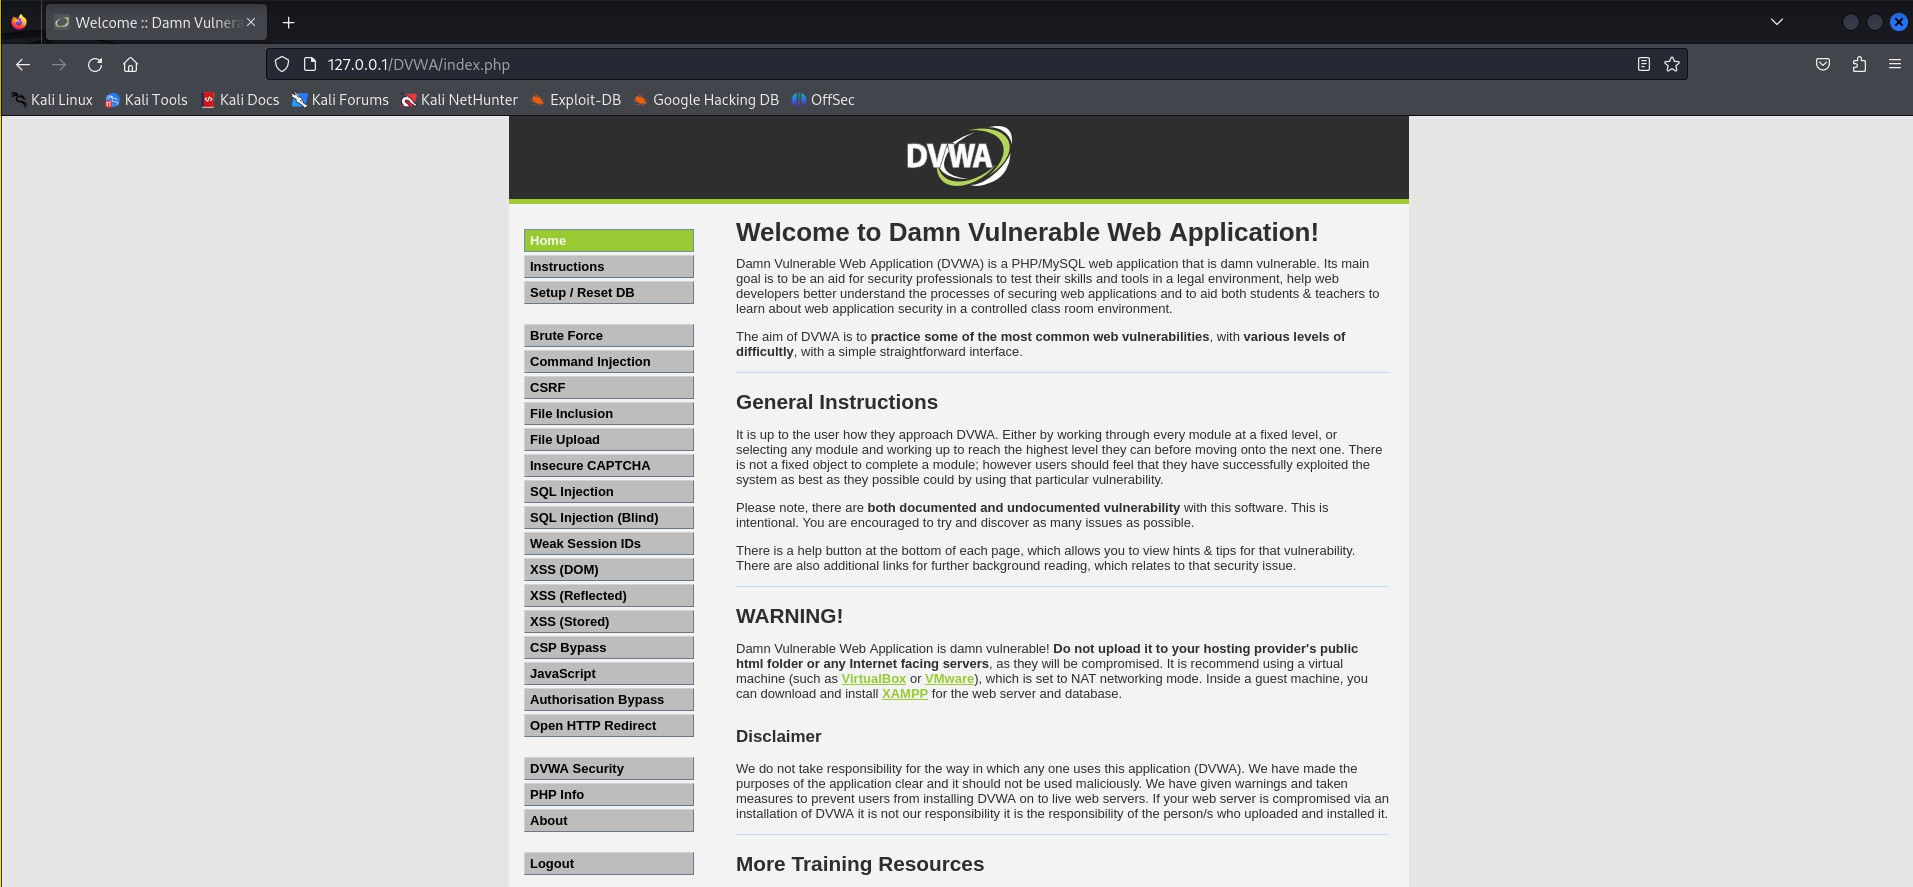 Welcome :: Damn Vulnera
127.0.0.1/DVWA/index.php
Kali Linux Kali Tools Kali Docs Kali Forums Kali NetHunter Exploit-DB Google Hacking DB OffSec
DVWA
Home
Instructions
Setup / Reset DB
Brute Force
Command Injection
CSRF
File Inclusion
File Upload
Insecure CAPTCHA
SQL Injection
SQL Injection (Blind)
Weak Session IDs
XSS (DOM)
XSS (Reflected)
XSS (Stored)
CSP Bypass
JavaScript
Authorisation Bypass
Open HTTP Redirect
DVWA Security
PHP Info
About
Logout
Welcome to Damn Vulnerable Web Application!
Damn Vulnerable Web Application (DVWA) is a PHP/MySQL web application that is damn vulnerable. Its main
goal is to be an aid for security professionals to test their skills and tools in a legal environment, help web
developers better understand the processes of securing web applications and to aid both students & teachers to
learn about web application security in a controlled class room environment.
The aim of DVWA is to practice some of the most common web vulnerabilities, with various levels of
difficultly, with a simple straightforward interface.
General Instructions
It is up to the user how they approach DVWA. Either by working through every module at a fixed level, or
selecting any module and working up to reach the highest level they can before moving onto the next one. There
is not a fixed object to complete a module; however users should feel that they have successfully exploited the
system as best as they possible could by using that particular vulnerability.
Please note, there are both documented and undocumented vulnerability with this software. This is
intentional. You are encouraged to try and discover as many issues as possible.
There is a help button at the bottom of each page, which allows you to view hints & tips for that vulnerability.
There are also additional links for further background reading, which relates to that security issue.
WARNING!
Damn Vulnerable Web Application is damn vulnerable! Do not upload it to your hosting provider's public
html folder or any Internet facing servers, as they will be compromised. It is recommend using a virtual
machine (such as VirtualBox or VMware), which is set to NAT networking mode. Inside a guest machine, you
can download and install XAMPP for the web server and database.
Disclaimer
We do not take responsibility for the way in which any one uses this application (DVWA). We have made the
purposes of the application clear and it should not be used maliciously. We have given warnings and taken
measures to prevent users from installing DVWA on to live web servers. If your web server is compromised via an
installation of DVWA it is not our responsibility it is the responsibility of the person/s who uploaded and installed it.
More Training Resources